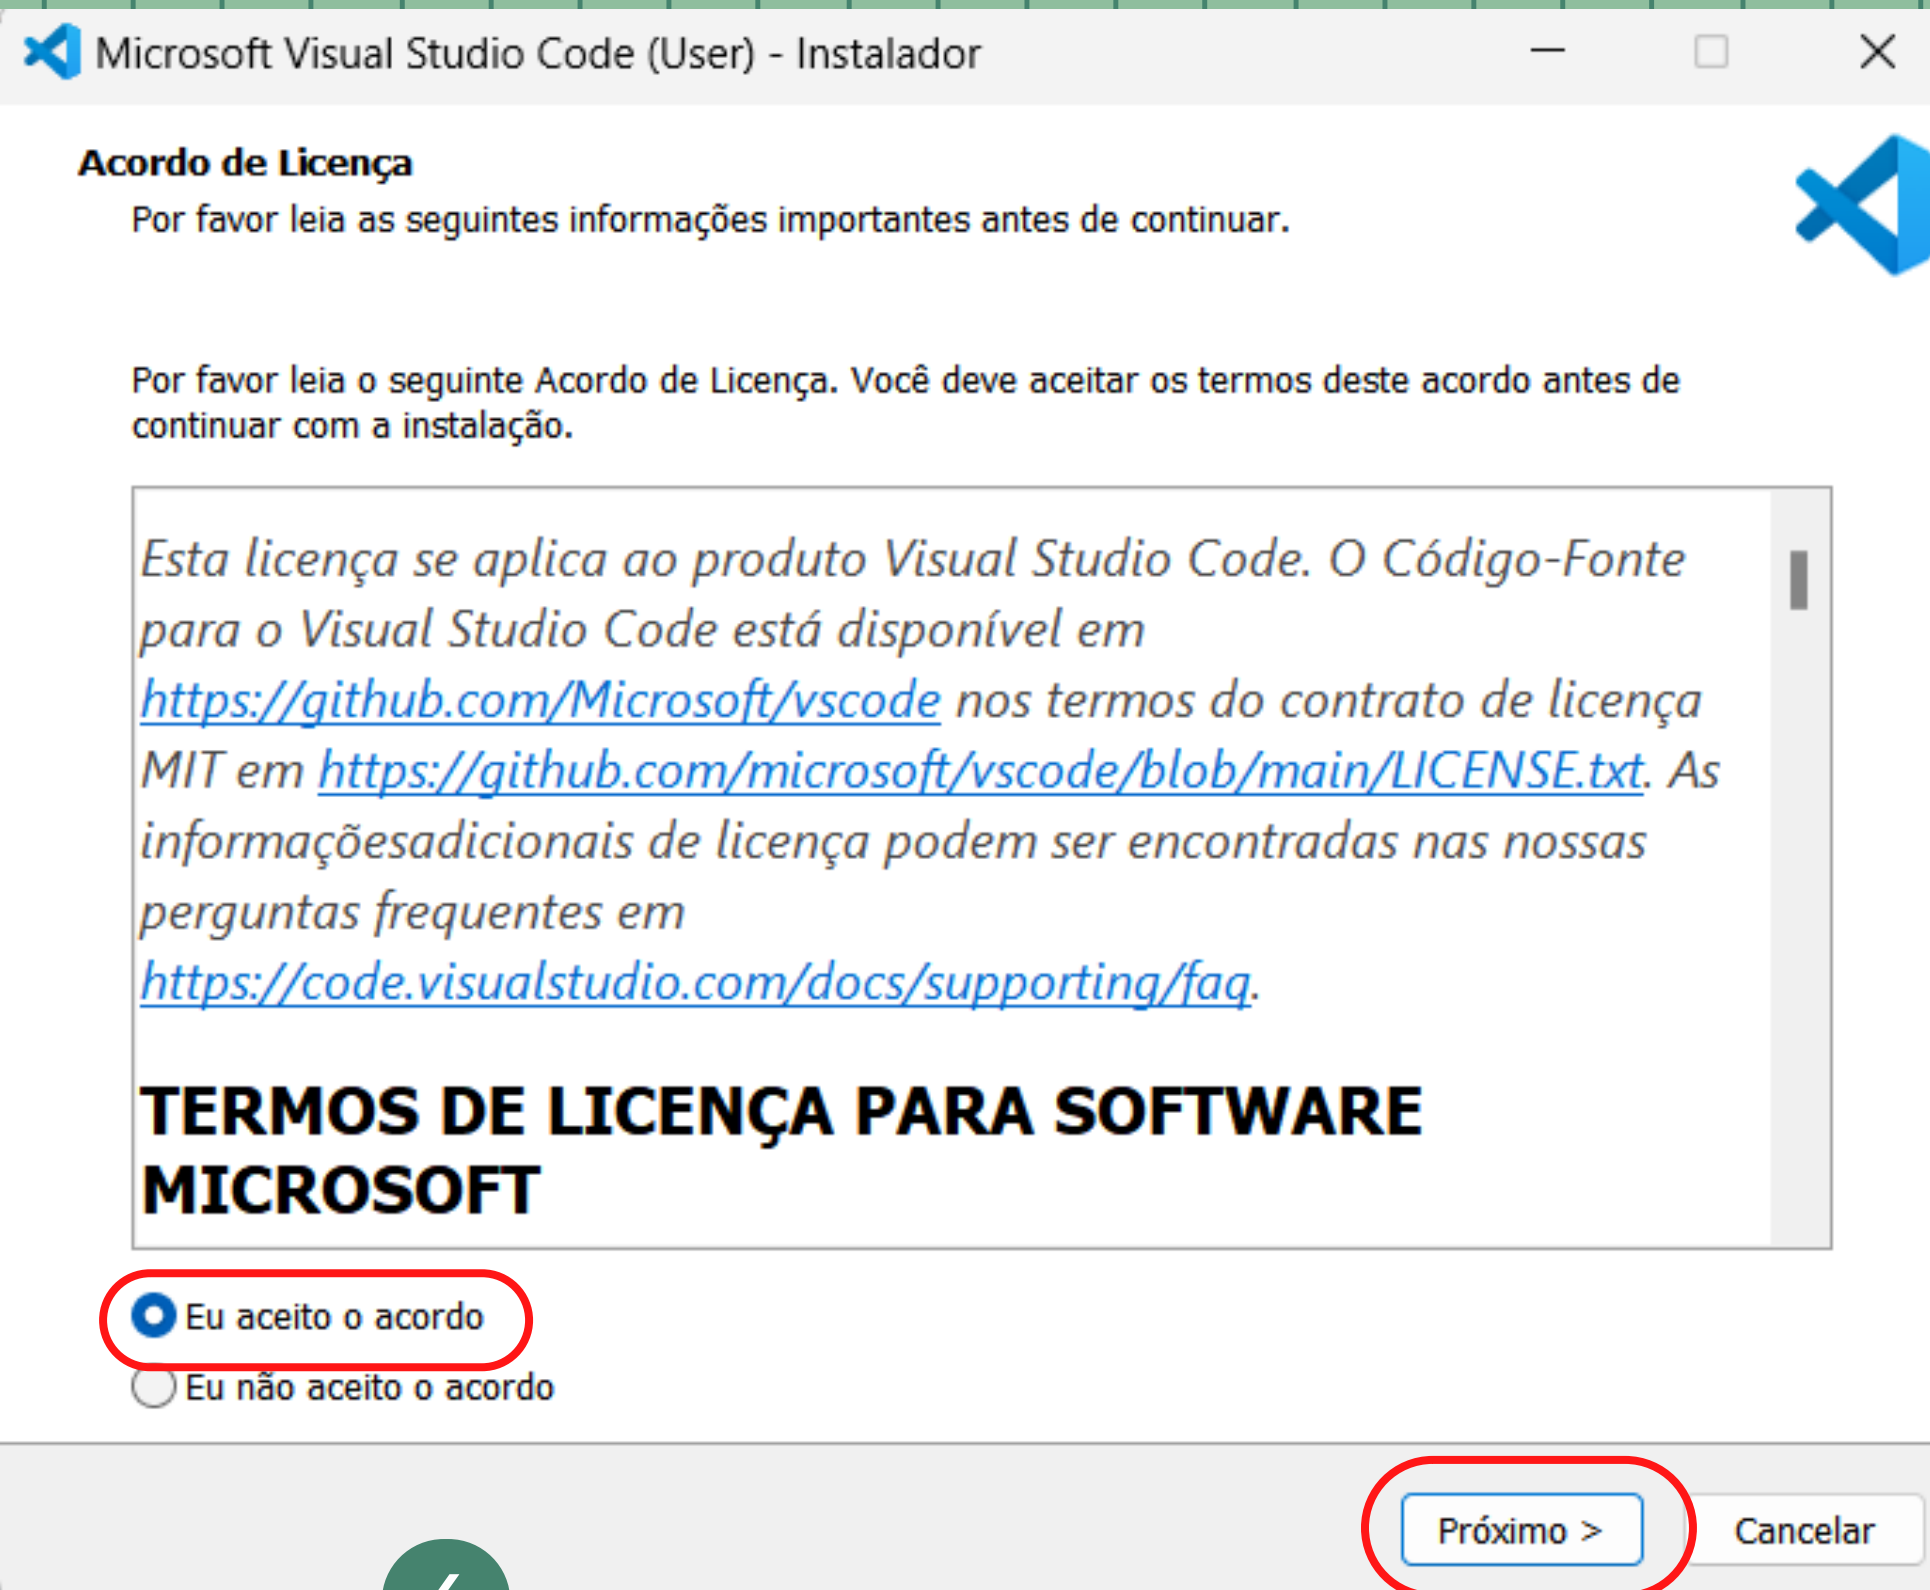 Microsoft Visual Studio Code (User) - Instalador
Acordo de Licença
Por favor leia as seguintes informações importantes antes de continuar.
Por favor leia o seguinte Acordo de Licença. Você deve aceitar os termos deste acordo antes de
continuar com a instalação.
Esta licença se aplica ao produto Visual Studio Code. O Código-Fonte
para o Visual Studio Code está disponível em
https://github.com/Microsoft/vscode nos termos do contrato de licença
MIT em https://github.com/microsoft/vscode/blob/main/LICENSE.txt. As
informaçõesadicionais de licença podem ser encontradas nas nossas
perguntas frequentes em
https://code.visualstudio.com/docs/supporting/faq.
TERMOS DE LICENÇA PARA SOFTWARE
MICROSOFT
Eu aceito o acordo
Eu não aceito o acordo
Próximo >
Cancelar